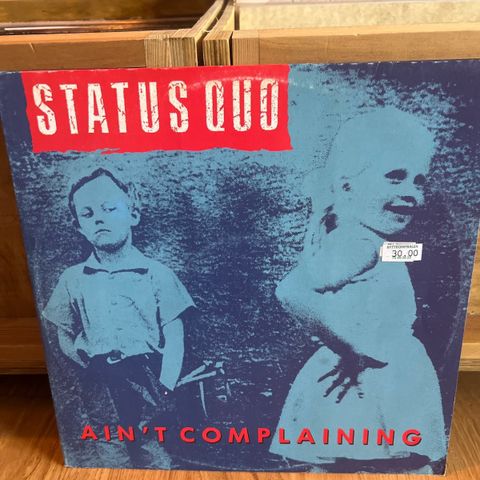 STATUS QUO
30.00
AIN'T COMPLAINING